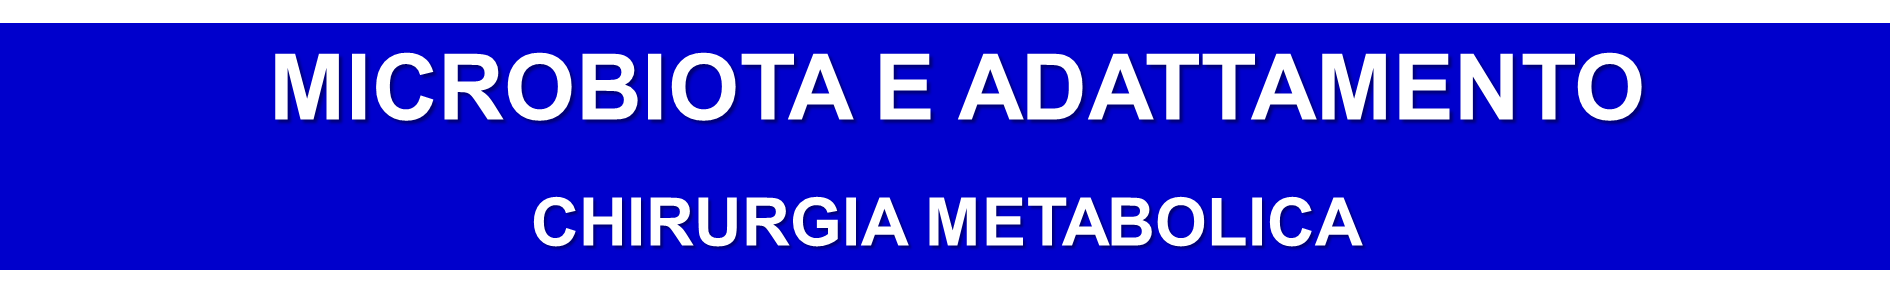 MICROBIOTA E ADATTAMENTO
CHIRURGIA METABOLICA